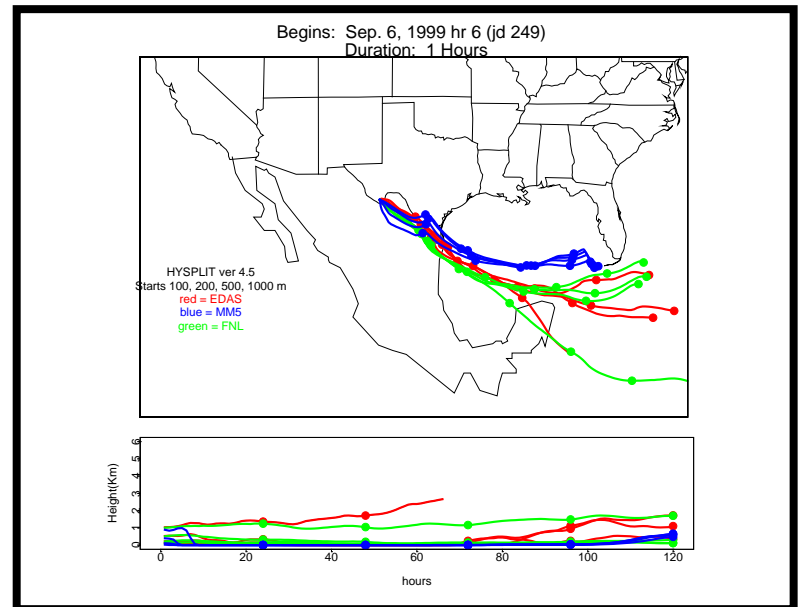 Begins: Sep. 6, 1999 hr 6 (jd 249)
Duration: 1 Hours
HYSPLIT ver 4.5
Starts 100, 200, 500, 1000 m
red = EDAS
blue = MM5
green = FNL
Height(Km)
6
5
4
3
2
1
0
0 20 40 60 80 100 120
hours